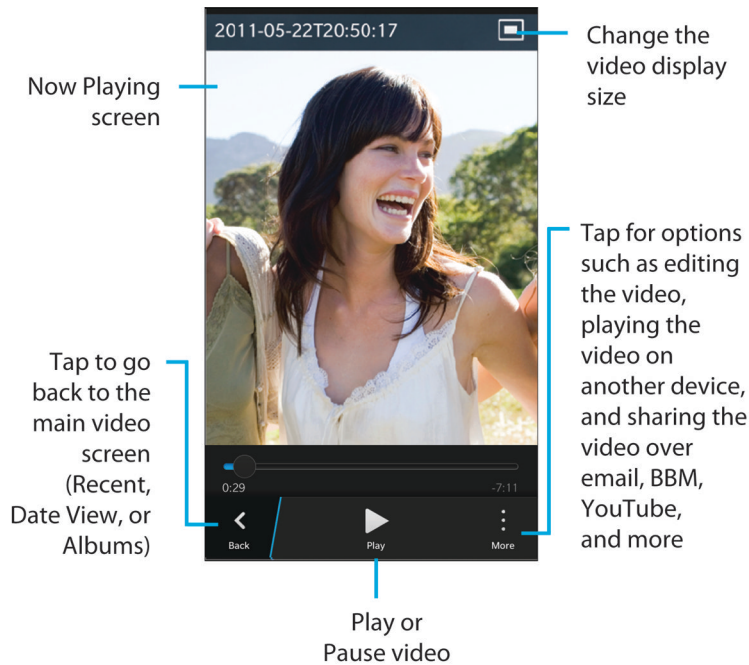 2011-05-22T20:50:17
Change the
video display
size
Now Playing
screen
Tap for options
such as editing
the video,
playing the
video on
another device,
and sharing the
video over
email, BBM,
YouTube,
and more
Tap to go
back to the
main video
screen
(Recent,
Date View, or
Albums)
0:29
-7:11
Back
Play
More
Play or
Pause video